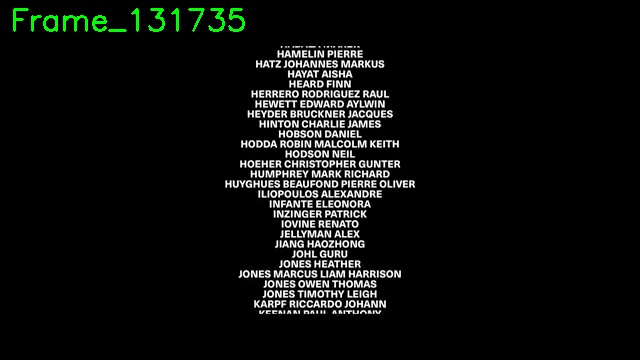 Frame_131735
HAMELIN PIERRE
HATZ JOHANNES MARKUS
HAYAT AISHA
HEARD FINN
HERRERO RODRIGUEZ RAUL
HEWETT EDWARD AYLWIN
HEYDER BRUCKNER JACQUES
HINTON CHARLIE JAMES
HOBSON DANIEL
HODDA ROBIN MALCOLM KEITH
HODSON NEIL
HOEHER CHRISTOPHER GUNTER
HUMPHREY MARK RICHARD
HUYGHUES BEAUFOND PIERRE OLIVER
ILIOPOULOS ALEXANDRE
INFANTE ELEONORA
INZINGER PATRICK
IOVINE RENATO
JELLYMAN ALEX
JIANG HAOZHONG
JOHL GURU
JONES HEATHER
JONES MARCUS LIAM HARRISON
JONES OWEN THOMAS
JONES TIMOTHY LEIGH
KARPF RICCARDO JOHANN
KEENAN PAUL ANTHONY